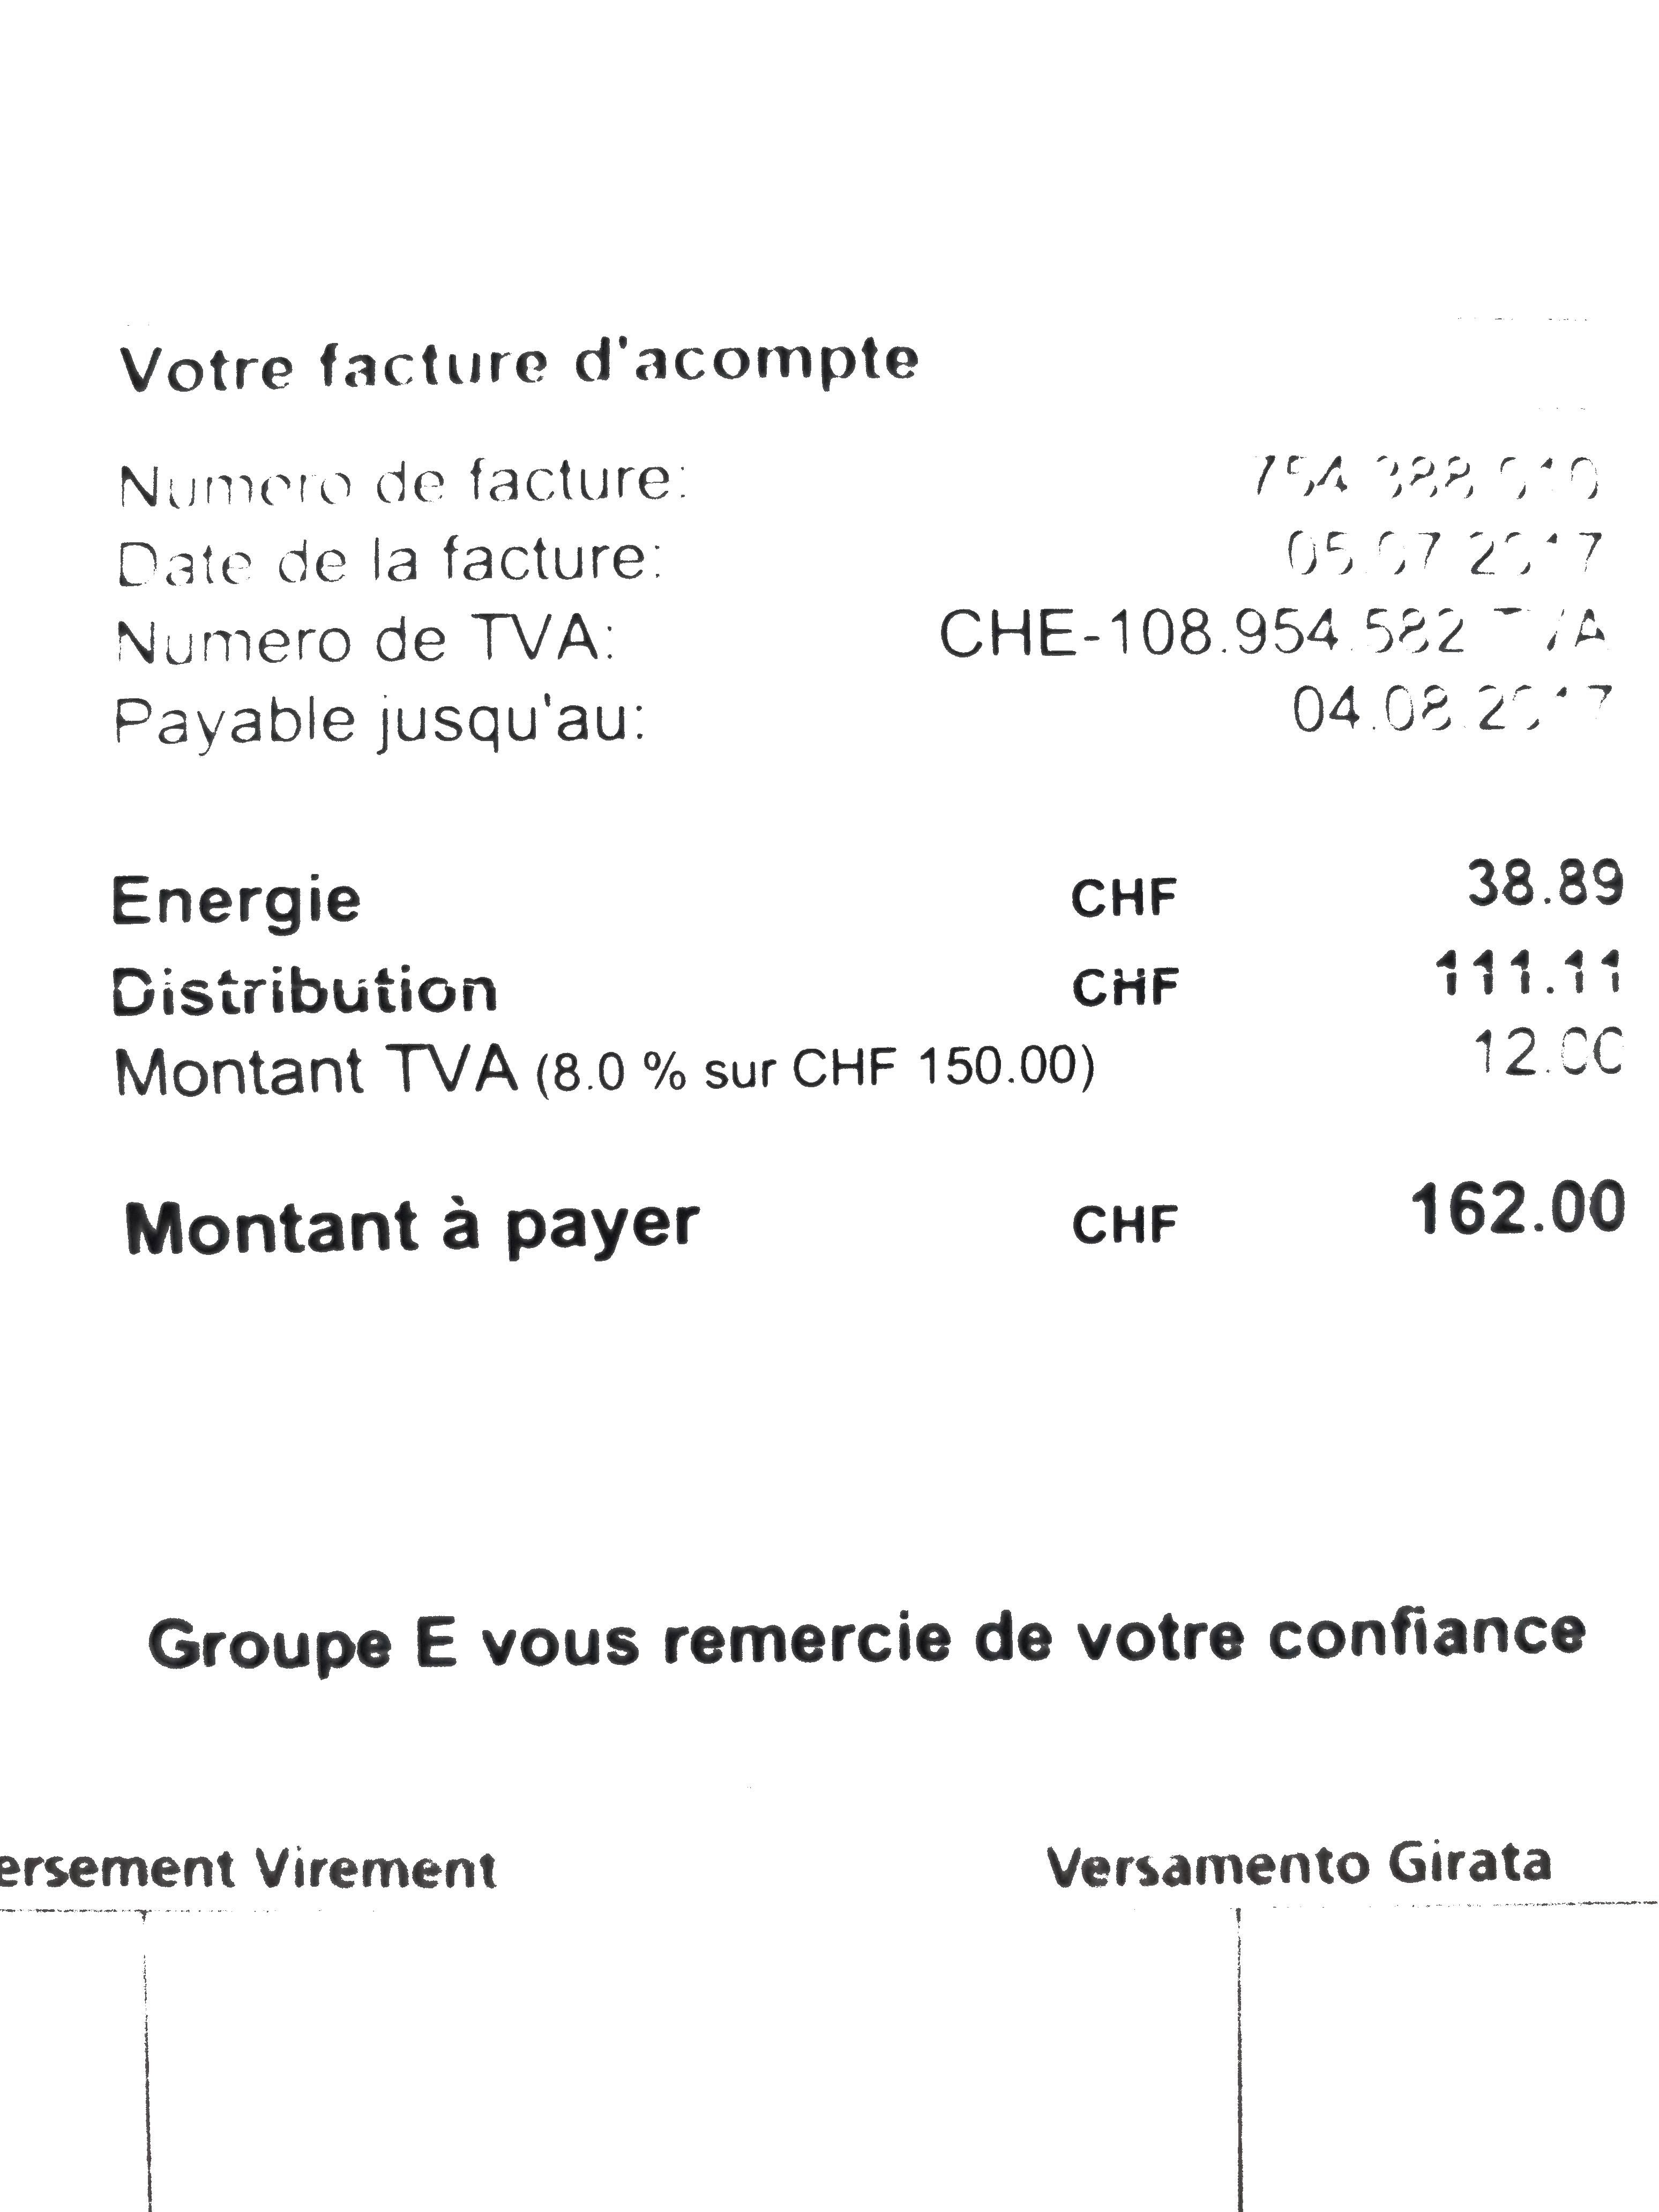 Votre facture d'acompte
Numero de facture:
Date de la facture: 05.07.2017
Numero de TVA: CHE-108.954.582 TVA
Payable jusqu'au: 04.08.2017
Energie CHF 38.89
Distribution CHF 111.11
Montant TVA (8.0 % sur CHF 150.00) 12.00
Montant à payer CHF 162.00
Groupe E vous remercie de votre confiance
ersement Virement Versamento Girata